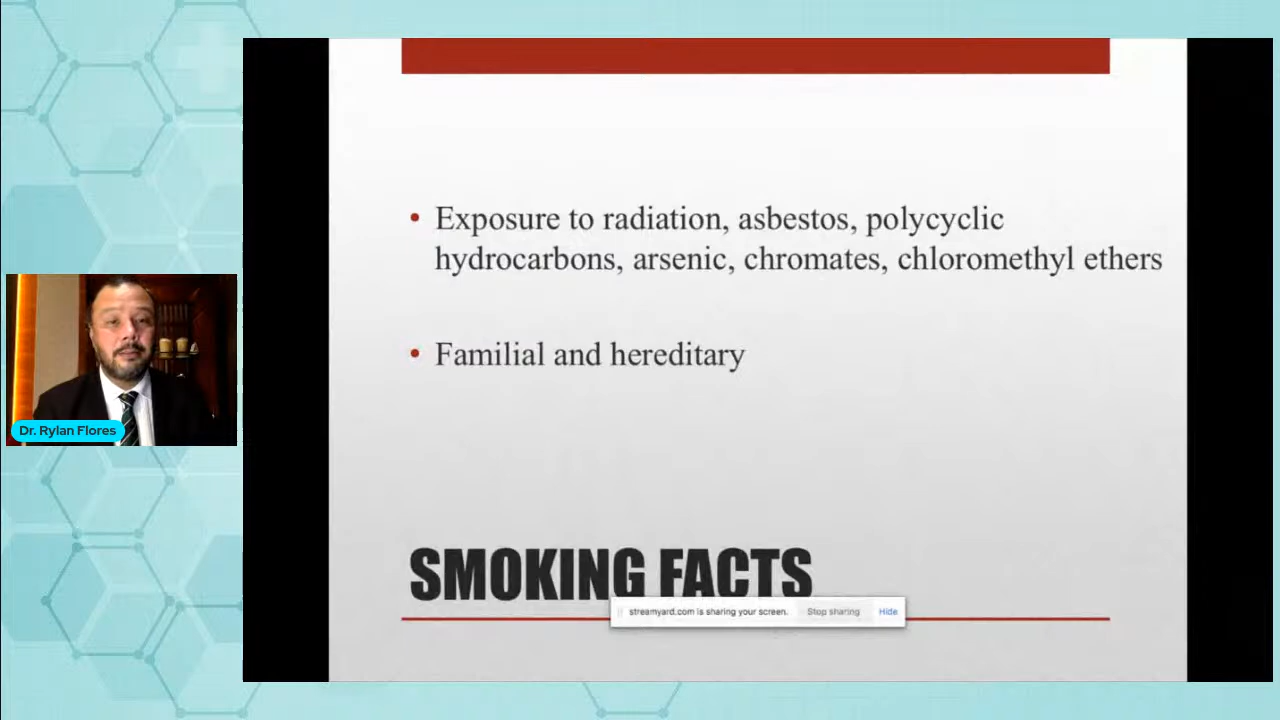 • Exposure to radiation, asbestos, polycyclic
hydrocarbons, arsenic, chromates, chloromethyl ethers
• Familial and hereditary
Dr. Rylan Flores
SMOKING FACTS
streamyard.com is sharing your screen. Stop sharing Hide